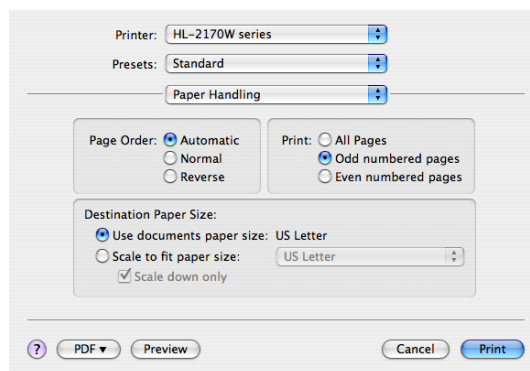 Printer: HL-2170W series
Presets: Standard
Paper Handling
Page Order: Automatic Print: All Pages
Normal Odd numbered pages
Reverse Even numbered pages
Destination Paper Size:
Use documents paper size: US Letter
Scale to fit paper size: US Letter
Scale down only
? PDF ▼ Preview Cancel Print